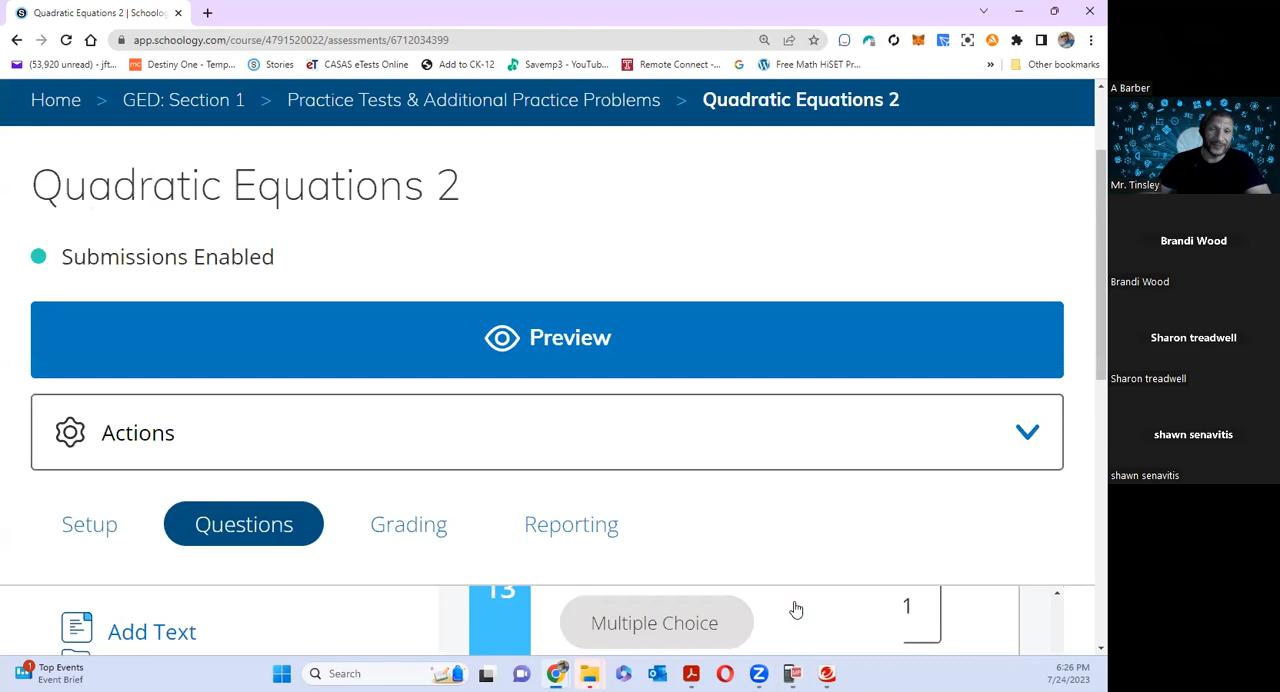 Quadratic Equations 2 | Schoolog
app.schoology.com/course/4791520022/assessments/6712034399
(53,920 unread) - jft...
Destiny One - Temp...
Stories
CASAS eTests Online
Add to CK-12
Savemp3 - YouTub...
Remote Connect -...
Free Math HiSET Pr...
»
Other bookmarks
Home > GED: Section 1 > Practice Tests & Additional Practice Problems > Quadratic Equations 2
A Barber
Mr. Tinsley
Quadratic Equations 2
Brandi Wood
Submissions Enabled
Brandi Wood
Preview
Sharon treadwell
Sharon treadwell
Actions
shawn senavitis
shawn senavitis
Setup Questions Grading Reporting
13
Multiple Choice
1
Add Text
1
Top Events
Event Brief
Search
6:26 PM
7/24/2023